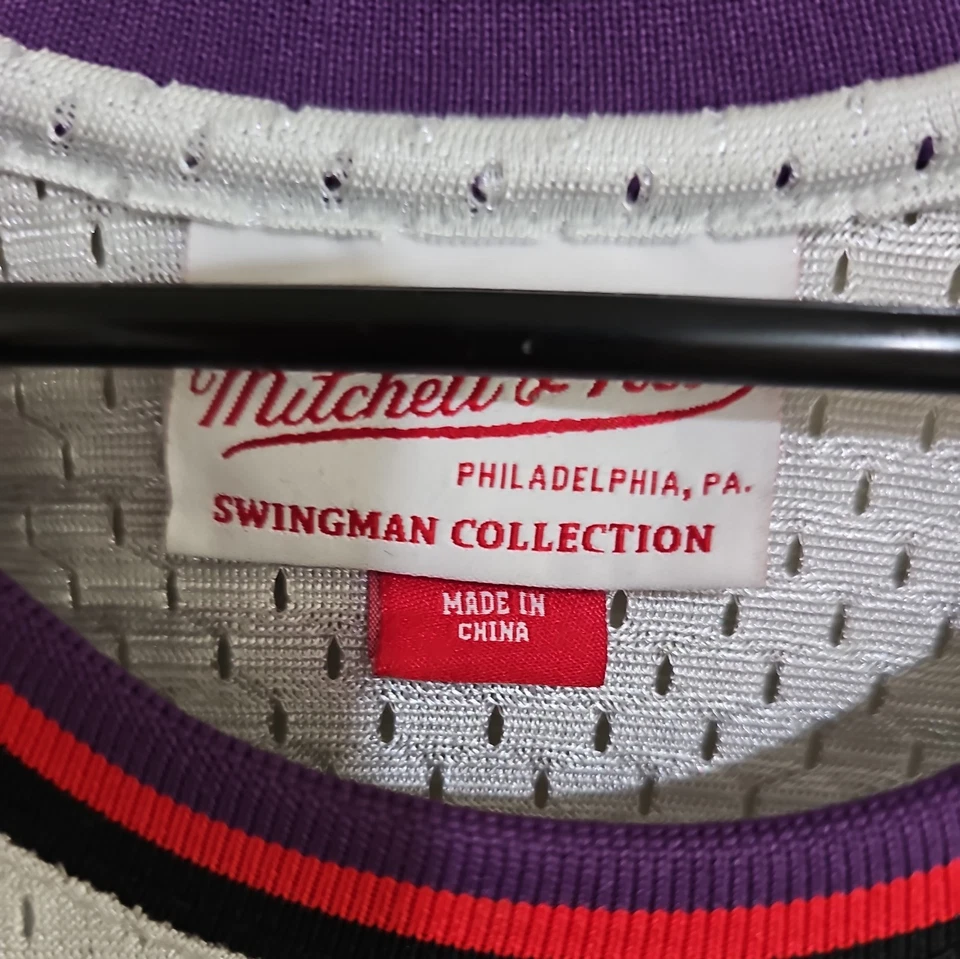 Mitchell &
PHILADELPHIA, PA.
SWINGMAN COLLECTION
MADE IN
CHINA